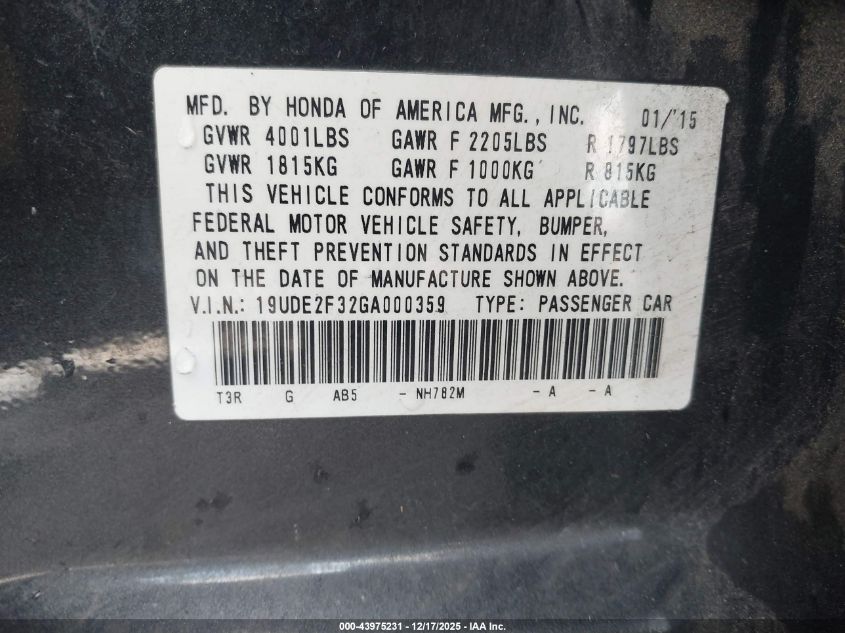 MFD. BY HONDA OF AMERICA MFG., INC. 01/'15
GVWR 4001LBS GAWR F 2205LBS R 1797LBS
GVWR 1815KG GAWR F 1000KG R 815KG
THIS VEHICLE CONFORMS TO ALL APPLICABLE
FEDERAL MOTOR VEHICLE SAFETY, BUMPER,
AND THEFT PREVENTION STANDARDS IN EFFECT
ON THE DATE OF MANUFACTURE SHOWN ABOVE.
V.I.N.: 19UDE2F32GA000359 TYPE: PASSENGER CAR
T3R G AB5 - NH782M - A - A
000-43975231 - 12/17/2025 - IAA Inc.